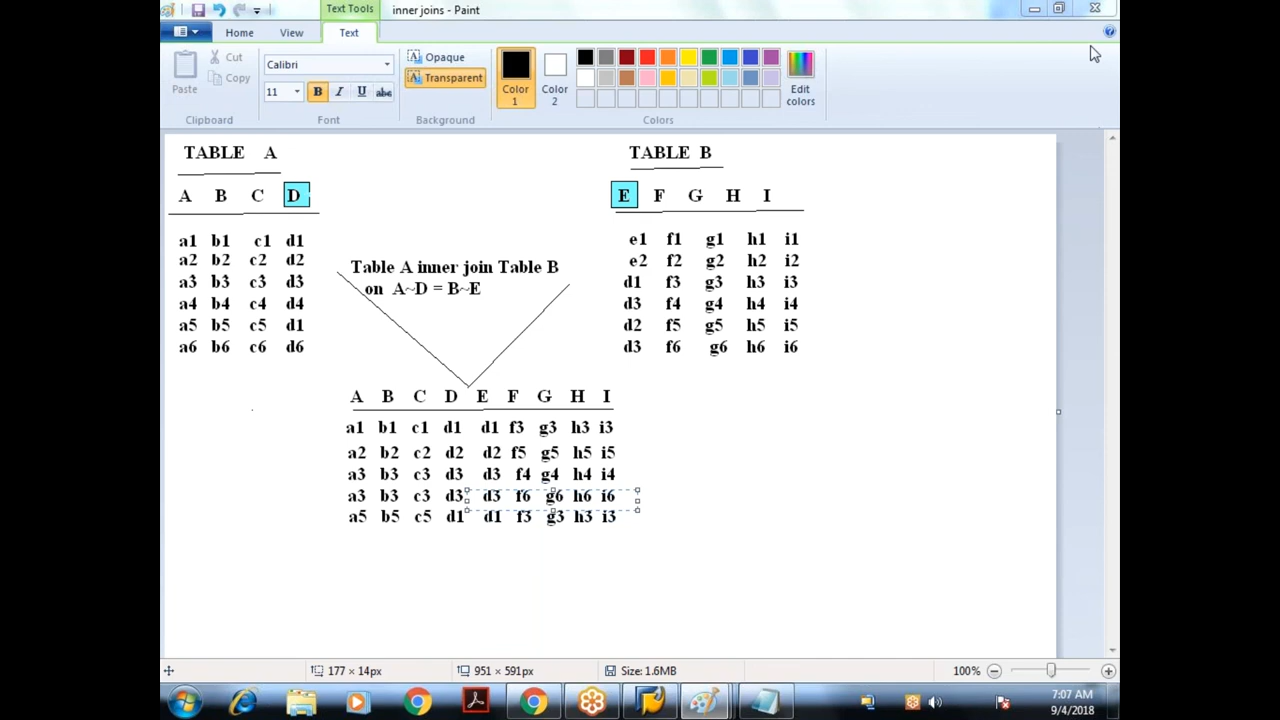 Text Tools
inner joins - Paint
Home View Text
Paste
Cut
Copy
Clipboard
Calibri
11 B I U abc
Font
Opaque
Transparent
Background
Color 1
Color 2
Edit colors
Colors
TABLE A
A B C D
a1 b1 c1 d1
a2 b2 c2 d2
a3 b3 c3 d3
a4 b4 c4 d4
a5 b5 c5 d1
a6 b6 c6 d6
Table A inner join Table B
on A~D = B~E
TABLE B
E F G H I
e1 f1 g1 h1 i1
e2 f2 g2 h2 i2
d1 f3 g3 h3 i3
d3 f4 g4 h4 i4
d2 f5 g5 h5 i5
d3 f6 g6 h6 i6
A B C D E F G H I
a1 b1 c1 d1 d1 f3 g3 h3 i3
a2 b2 c2 d2 d2 f5 g5 h5 i5
a3 b3 c3 d3 d3 f4 g4 h4 i4
a3 b3 c3 d3 d3 f6 g6 h6 i6
a5 b5 c5 d1 d1 f3 g3 h3 i3
177 × 14px
951 × 591px
Size: 1.6MB
100%
7:07 AM
9/4/2018